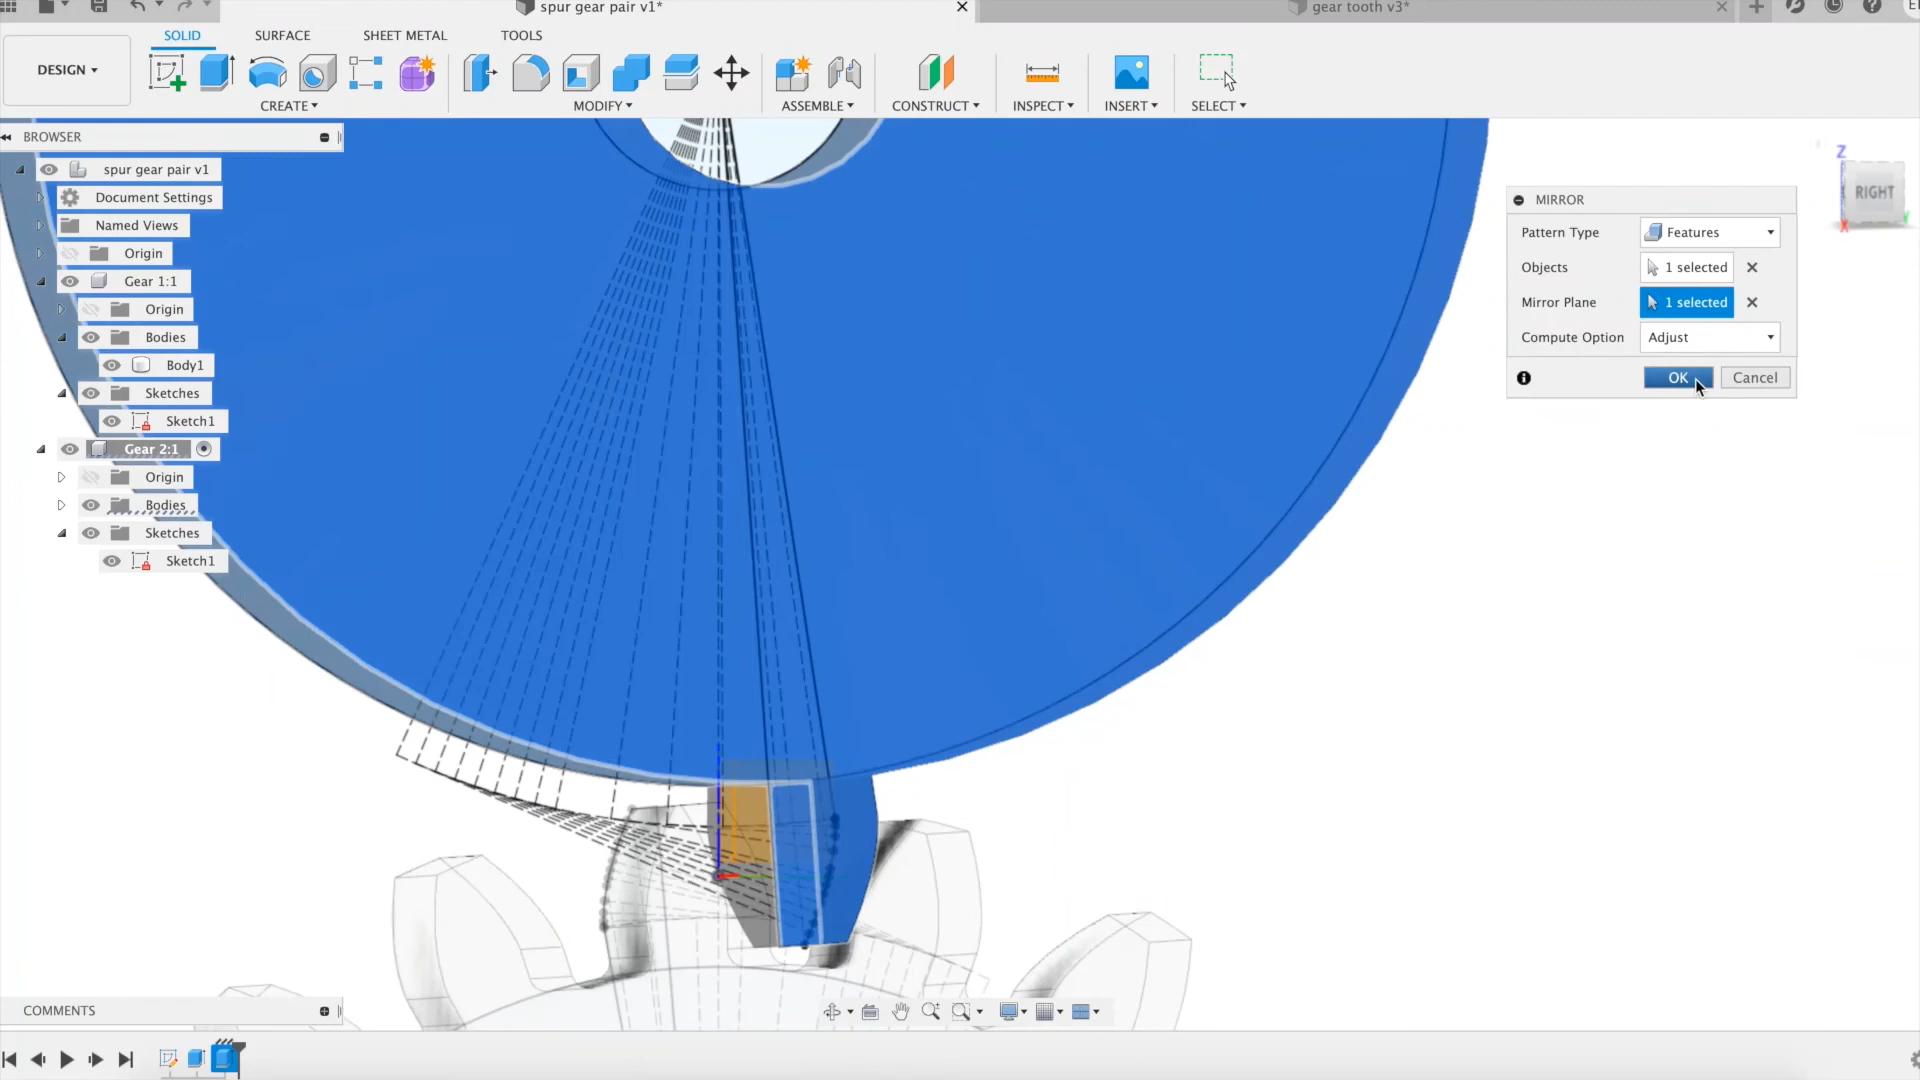 spur gear pair v1*
gear tooth v3*
SOLID SURFACE SHEET METAL TOOLS
DESIGN
CREATE MODIFY ASSEMBLE CONSTRUCT INSPECT INSERT SELECT
BROWSER
spur gear pair v1
Document Settings
Named Views
Origin
Gear 1:1
Origin
Bodies
Body1
Sketches
Sketch1
Gear 2:1
Origin
Bodies
Sketches
Sketch1
Z
RIGHT
X
Y
MIRROR
Pattern Type Features
Objects 1 selected
Mirror Plane 1 selected
Compute Option Adjust
OK Cancel
COMMENTS